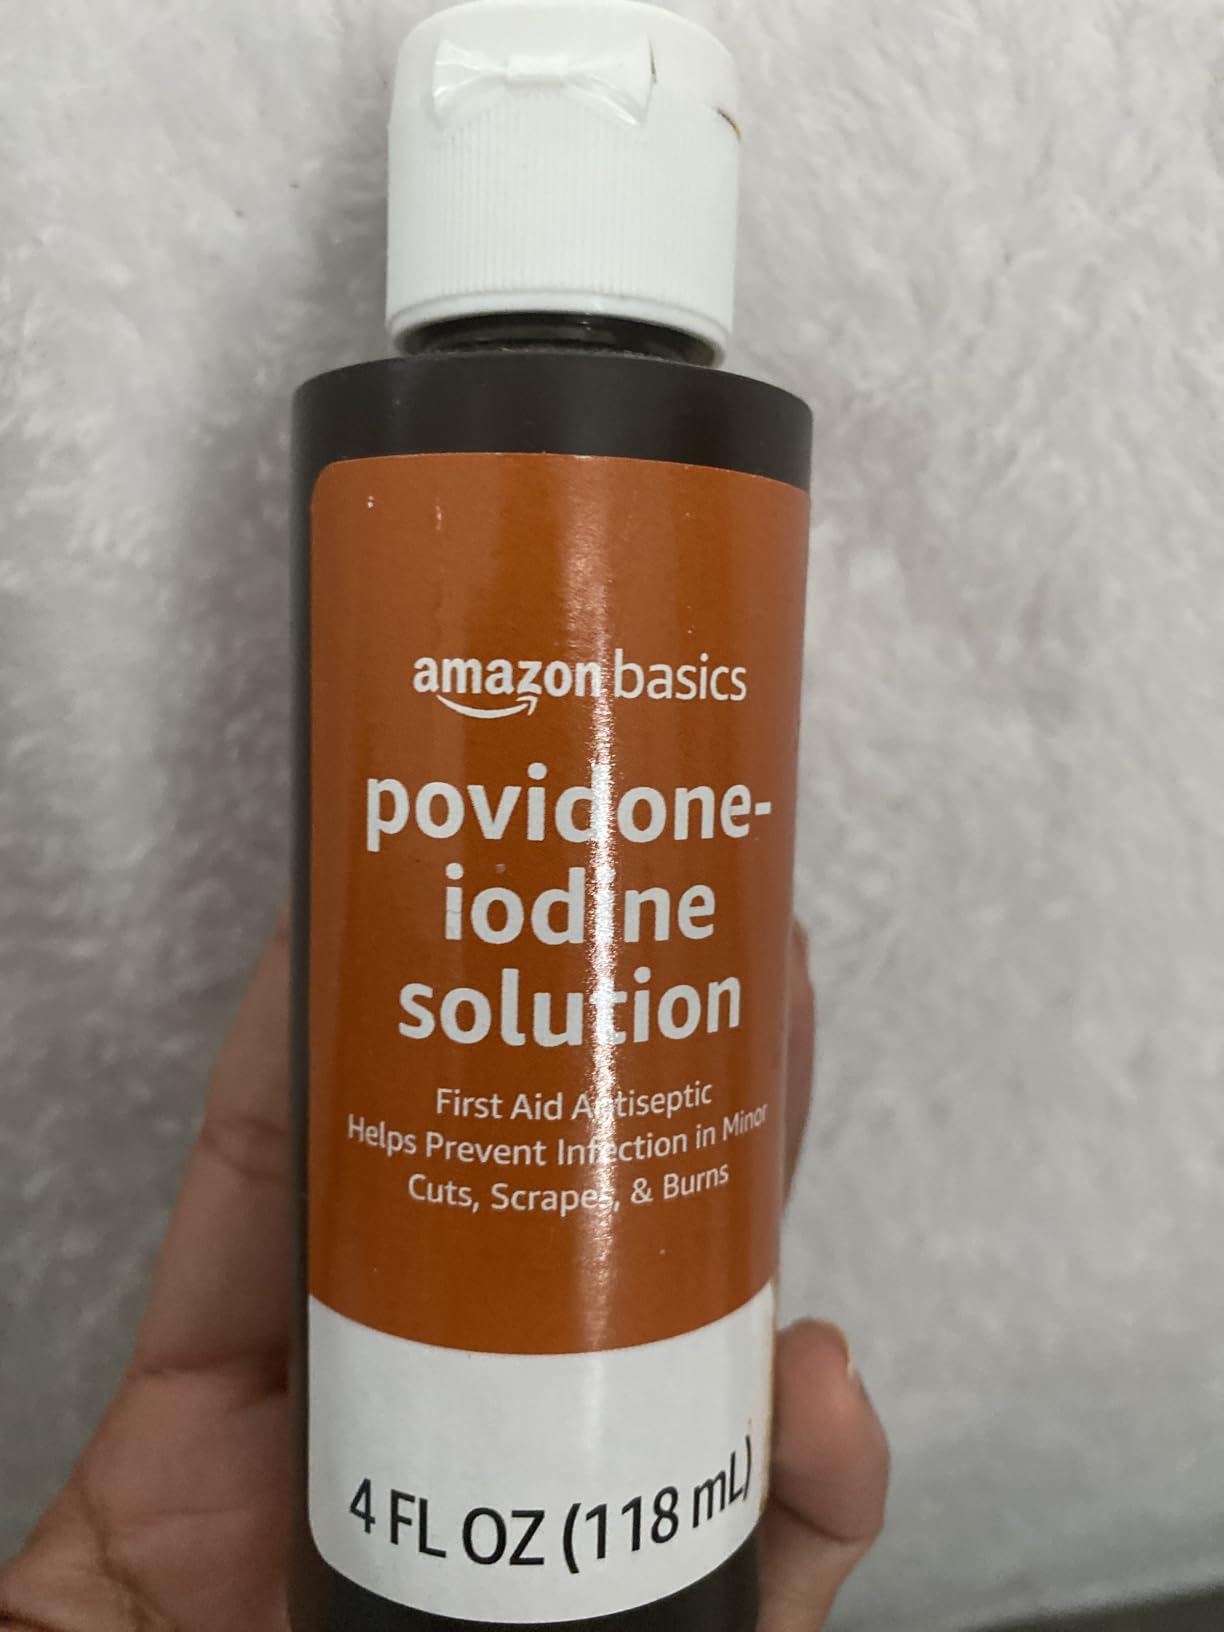 amazon basics
povidone-
iodine
solution
First Aid Antiseptic
Helps Prevent Infection in Minor
Cuts, Scrapes, & Burns
4 FL OZ (118 mL)